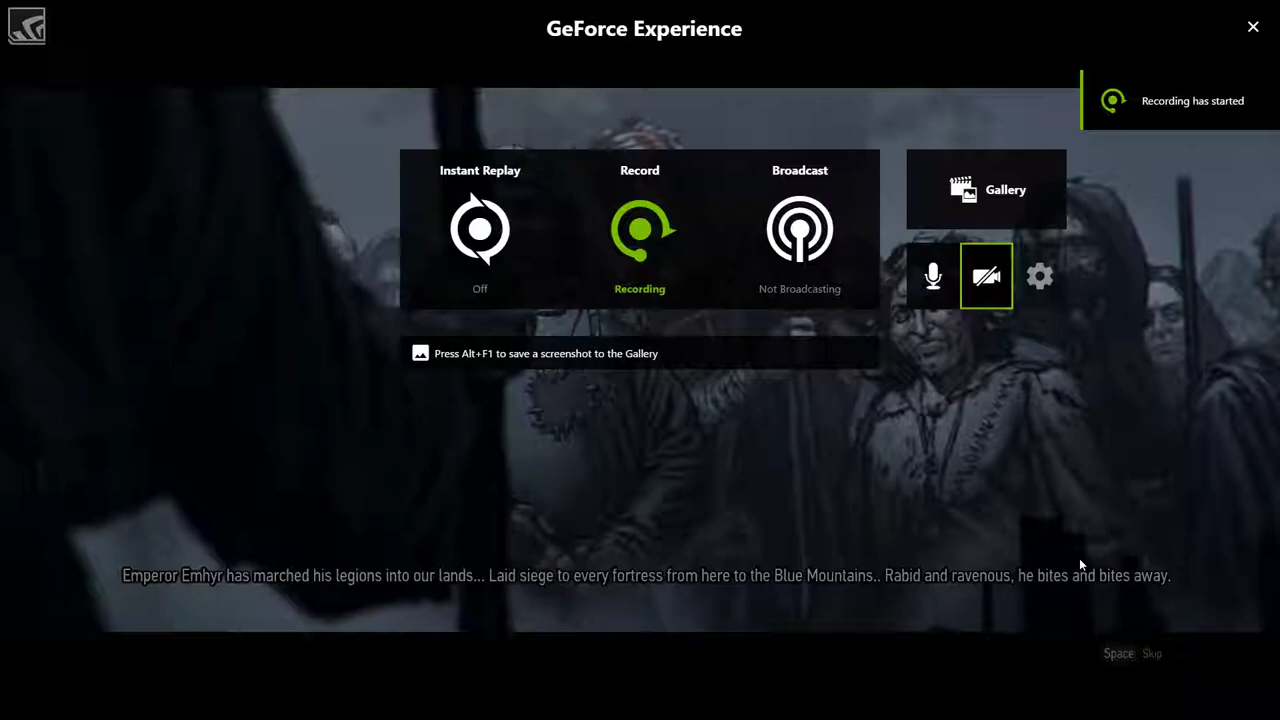 GeForce Experience
Recording has started
Instant Replay
Record
Broadcast
Gallery
Off
Recording
Not Broadcasting
Press Alt+F1 to save a screenshot to the Gallery
Emperor Emhyr has marched his legions into our lands... Laid siege to every fortress from here to the Blue Mountains.. Rabid and ravenous, he bites and bites away.
Space Skip